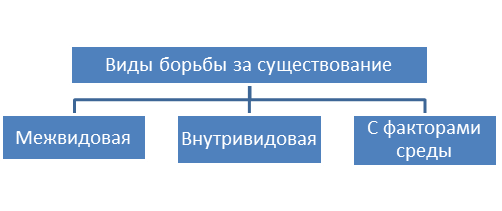 Виды борьбы за существование
Межвидовая
Внутривидовая
С факторами
среды